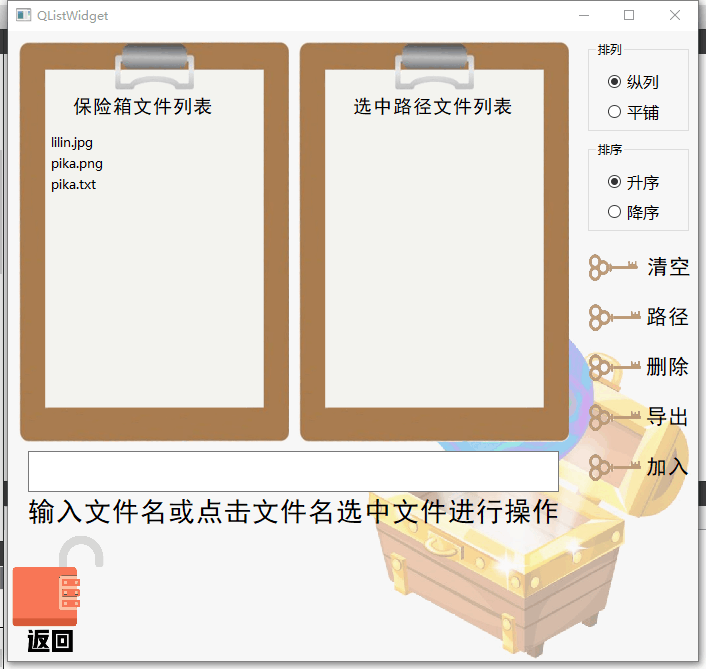 QListWidget
保险箱文件列表
lilin.jpg
pika.png
pika.txt
选中路径文件列表
排列
纵列
平铺
排序
升序
降序
清空
路径
删除
导出
加入
输入文件名或点击文件名选中文件进行操作
返回